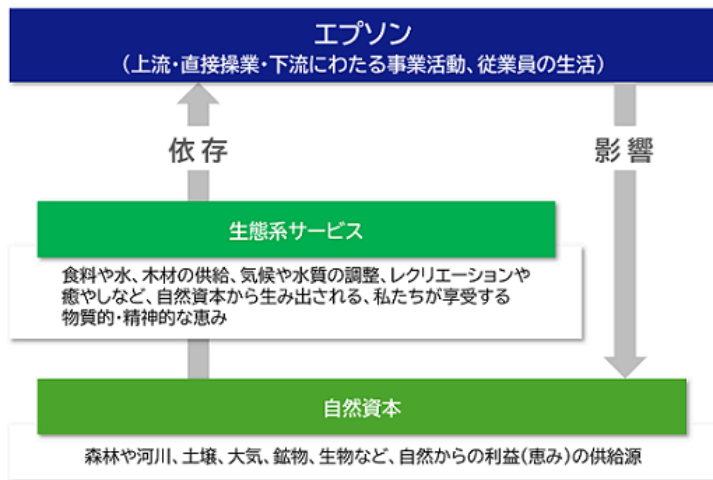 エプソン
(上流・直接操業・下流にわたる事業活動、従業員の生活)
依存
影響
生態系サービス
食料や水、木材の供給、気候や水質の調整、レクリエーションや
癒やしなど、自然資本から生み出される、私たちが享受する
物質的・精神的な恵み
自然資本
森林や河川、土壌、大気、鉱物、生物など、自然からの利益(恵み)の供給源